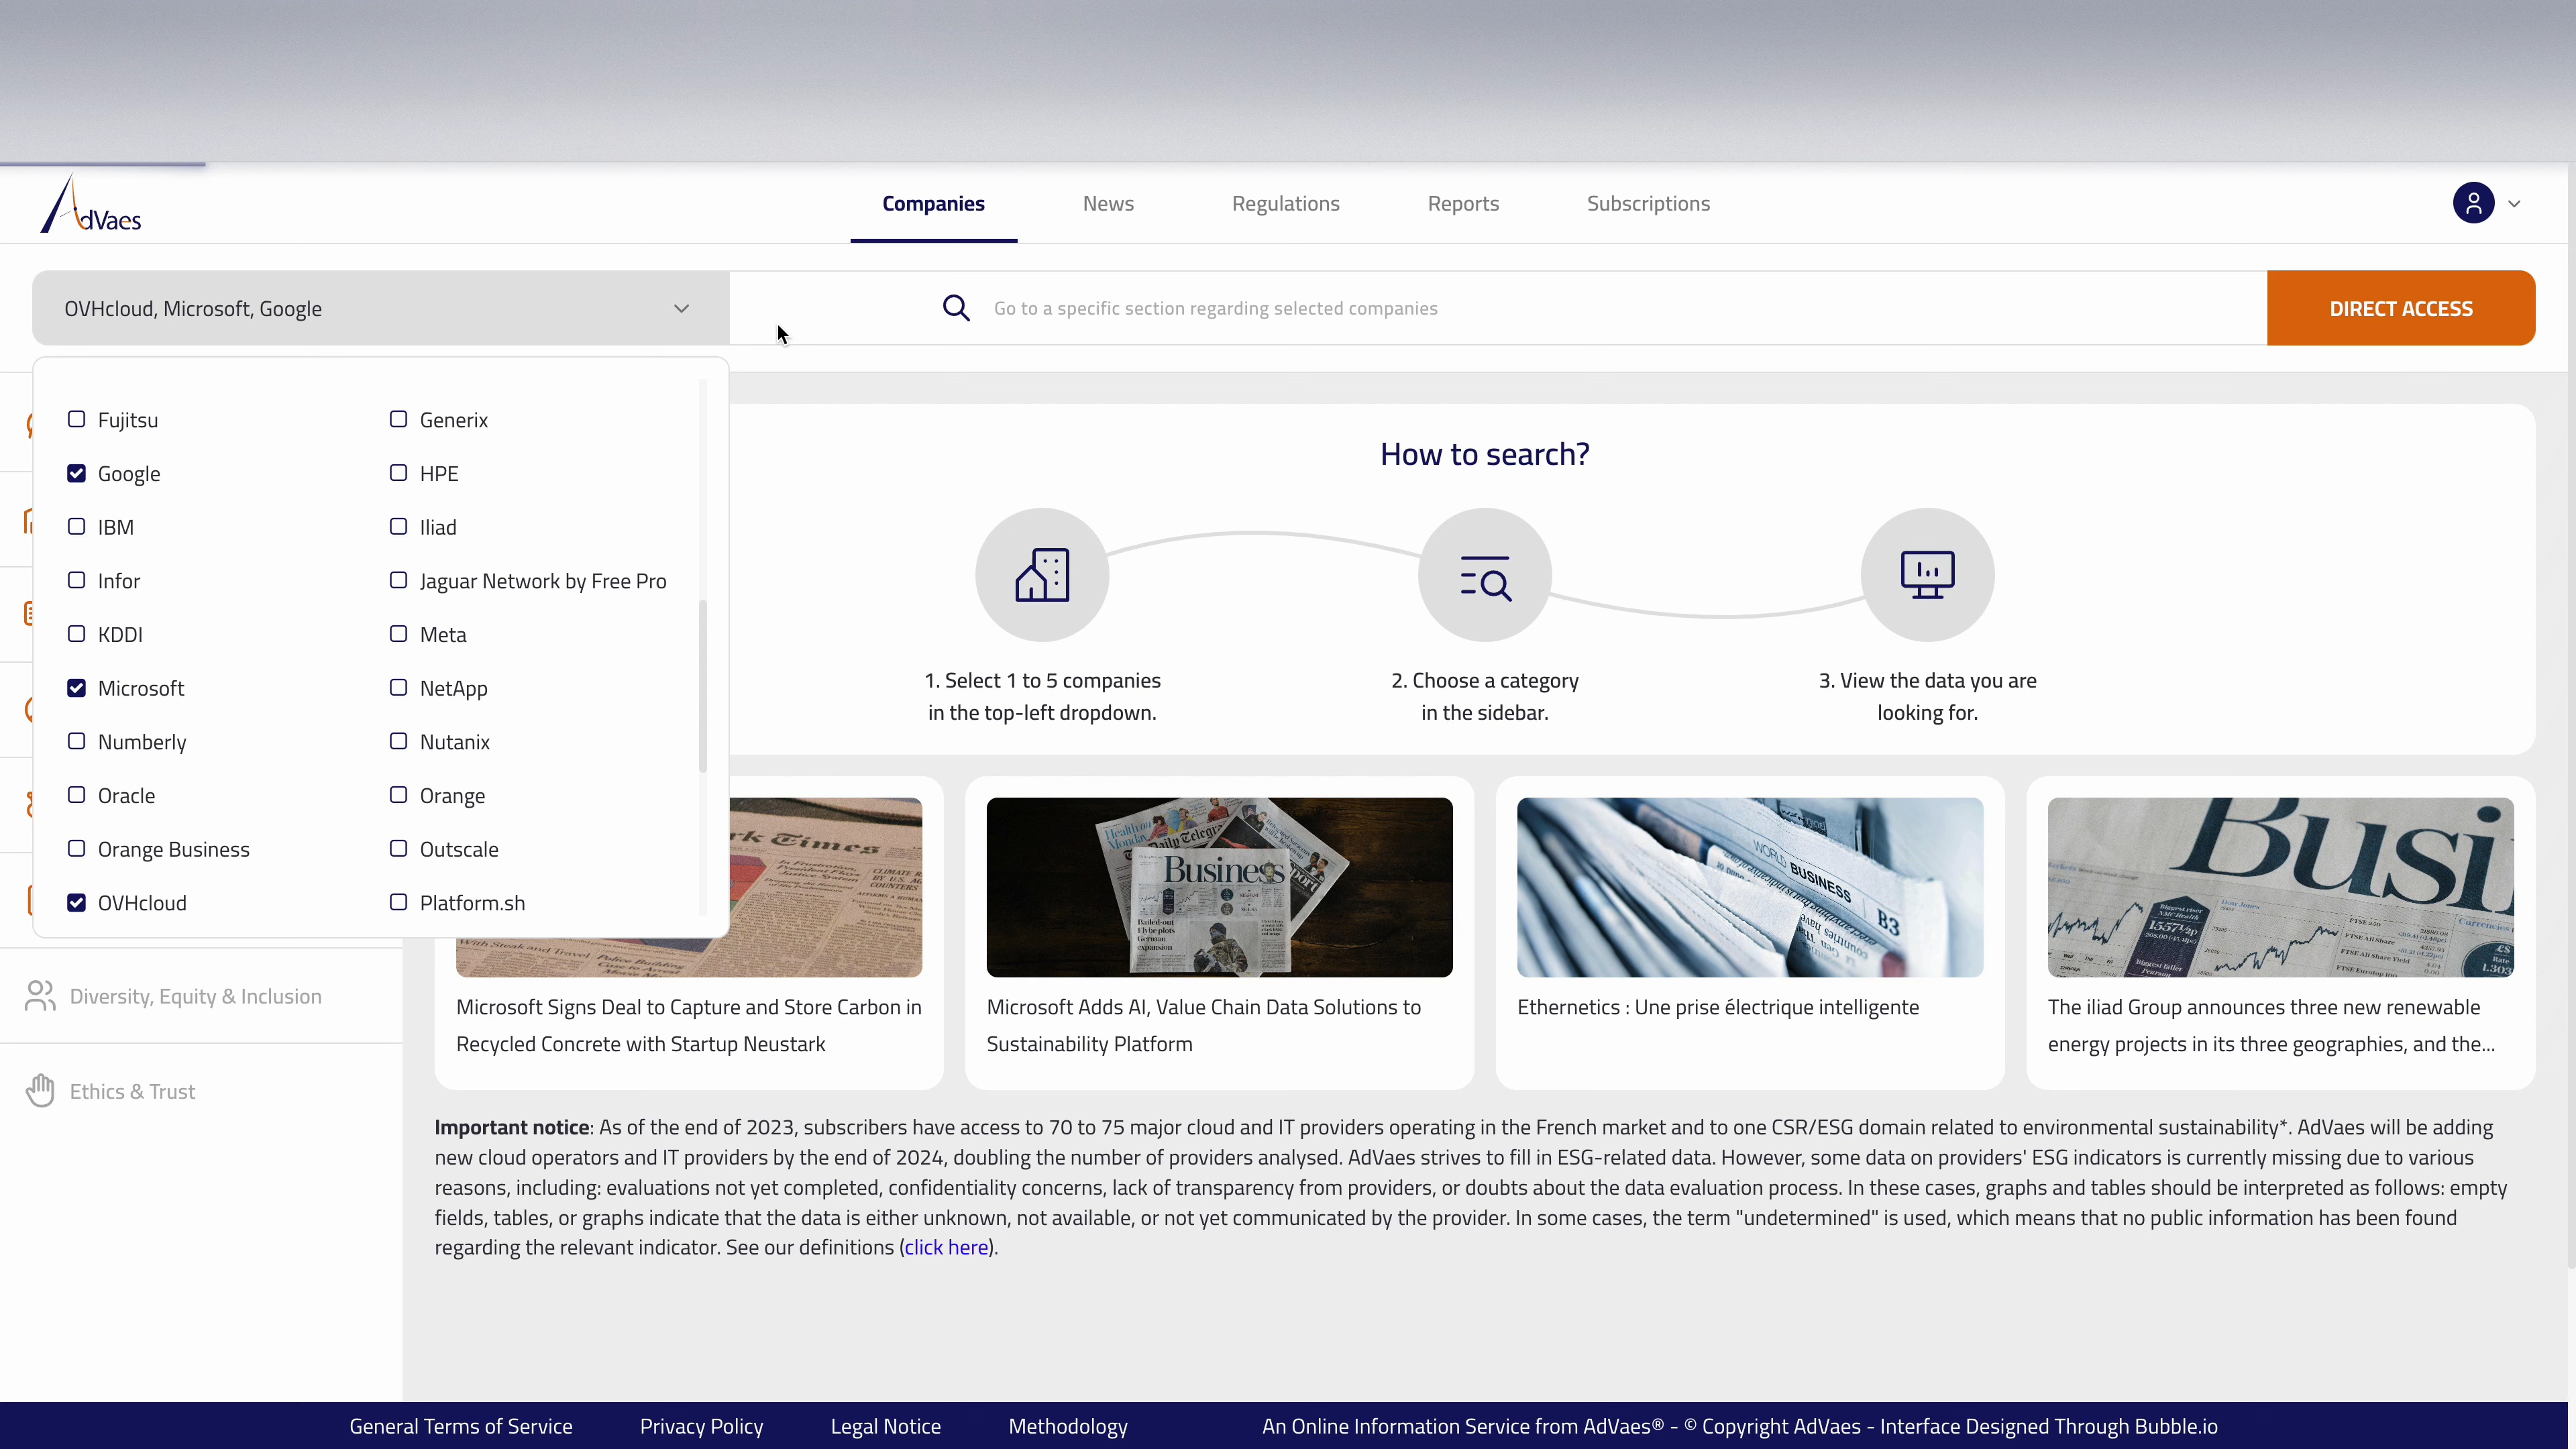 AdVaes
Companies
News
Regulations
Reports
Subscriptions
OVHcloud, Microsoft, Google
Go to a specific section regarding selected companies
DIRECT ACCESS
Fujitsu
Generix
Google
HPE
IBM
Iliad
Infor
Jaguar Network by Free Pro
KDDI
Meta
Microsoft
NetApp
Numberly
Nutanix
Oracle
Orange
Orange Business
Outscale
OVHcloud
Platform.sh
Diversity, Equity & Inclusion
Ethics & Trust
How to search?
1. Select 1 to 5 companies
in the top-left dropdown.
2. Choose a category
in the sidebar.
3. View the data you are
looking for.
rk Times
Business
WORLD BUSINESS
B3
Busi
Microsoft Signs Deal to Capture and Store Carbon in
Recycled Concrete with Startup Neustark
Microsoft Adds AI, Value Chain Data Solutions to
Sustainability Platform
Ethernetics : Une prise électrique intelligente
The iliad Group announces three new renewable
energy projects in its three geographies, and the...
Important notice: As of the end of 2023, subscribers have access to 70 to 75 major cloud and IT providers operating in the French market and to one CSR/ESG domain related to environmental sustainability*. AdVaes will be adding
new cloud operators and IT providers by the end of 2024, doubling the number of providers analysed. AdVaes strives to fill in ESG-related data. However, some data on providers' ESG indicators is currently missing due to various
reasons, including: evaluations not yet completed, confidentiality concerns, lack of transparency from providers, or doubts about the data evaluation process. In these cases, graphs and tables should be interpreted as follows: empty
fields, tables, or graphs indicate that the data is either unknown, not available, or not yet communicated by the provider. In some cases, the term "undetermined" is used, which means that no public information has been found
regarding the relevant indicator. See our definitions (click here).
General Terms of Service
Privacy Policy
Legal Notice
Methodology
An Online Information Service from AdVaes® - © Copyright AdVaes - Interface Designed Through Bubble.io